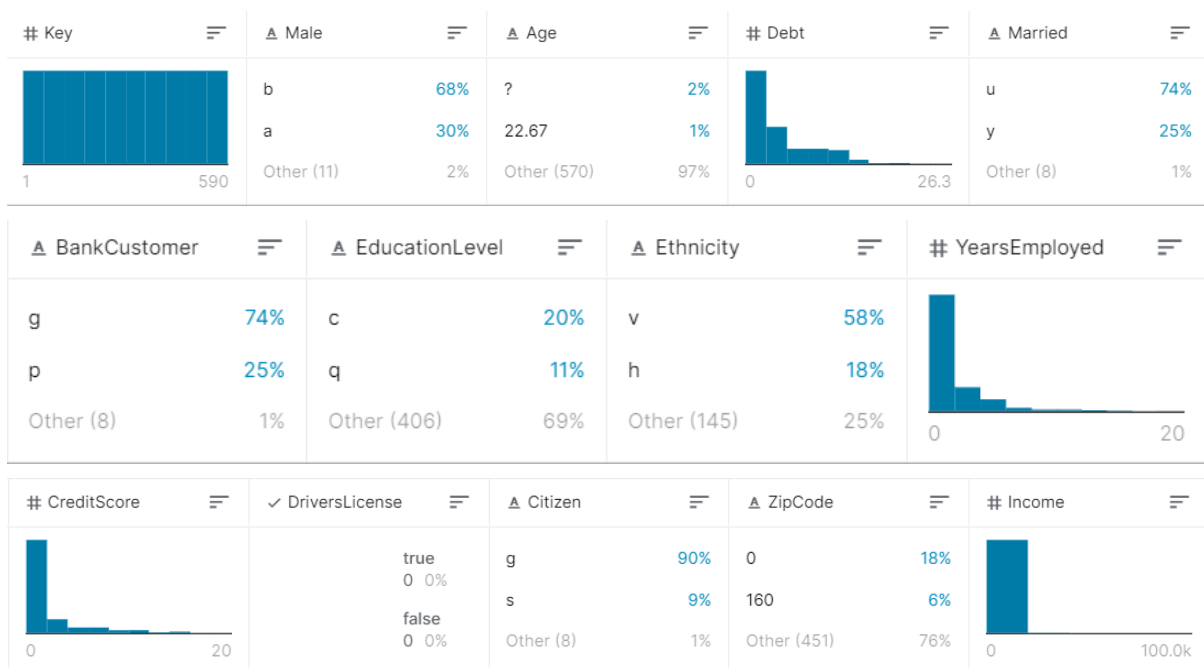 Key Male Age Debt Married
b 68% ? 2% u 74%
a 30% 22.67 1% y 25%
Other (11) 2% Other (570) 97% Other (8) 1%
1 590 0 26.3
BankCustomer EducationLevel Ethnicity YearsEmployed
g 74% c 20% v 58%
p 25% q 11% h 18%
Other (8) 1% Other (406) 69% Other (145) 25%
0 20
CreditScore DriversLicense Citizen ZipCode Income
true g 90% 0 18%
0 0%
s 9% 160 6%
false
0 0% Other (8) 1% Other (451) 76%
0 20 0 100.0k